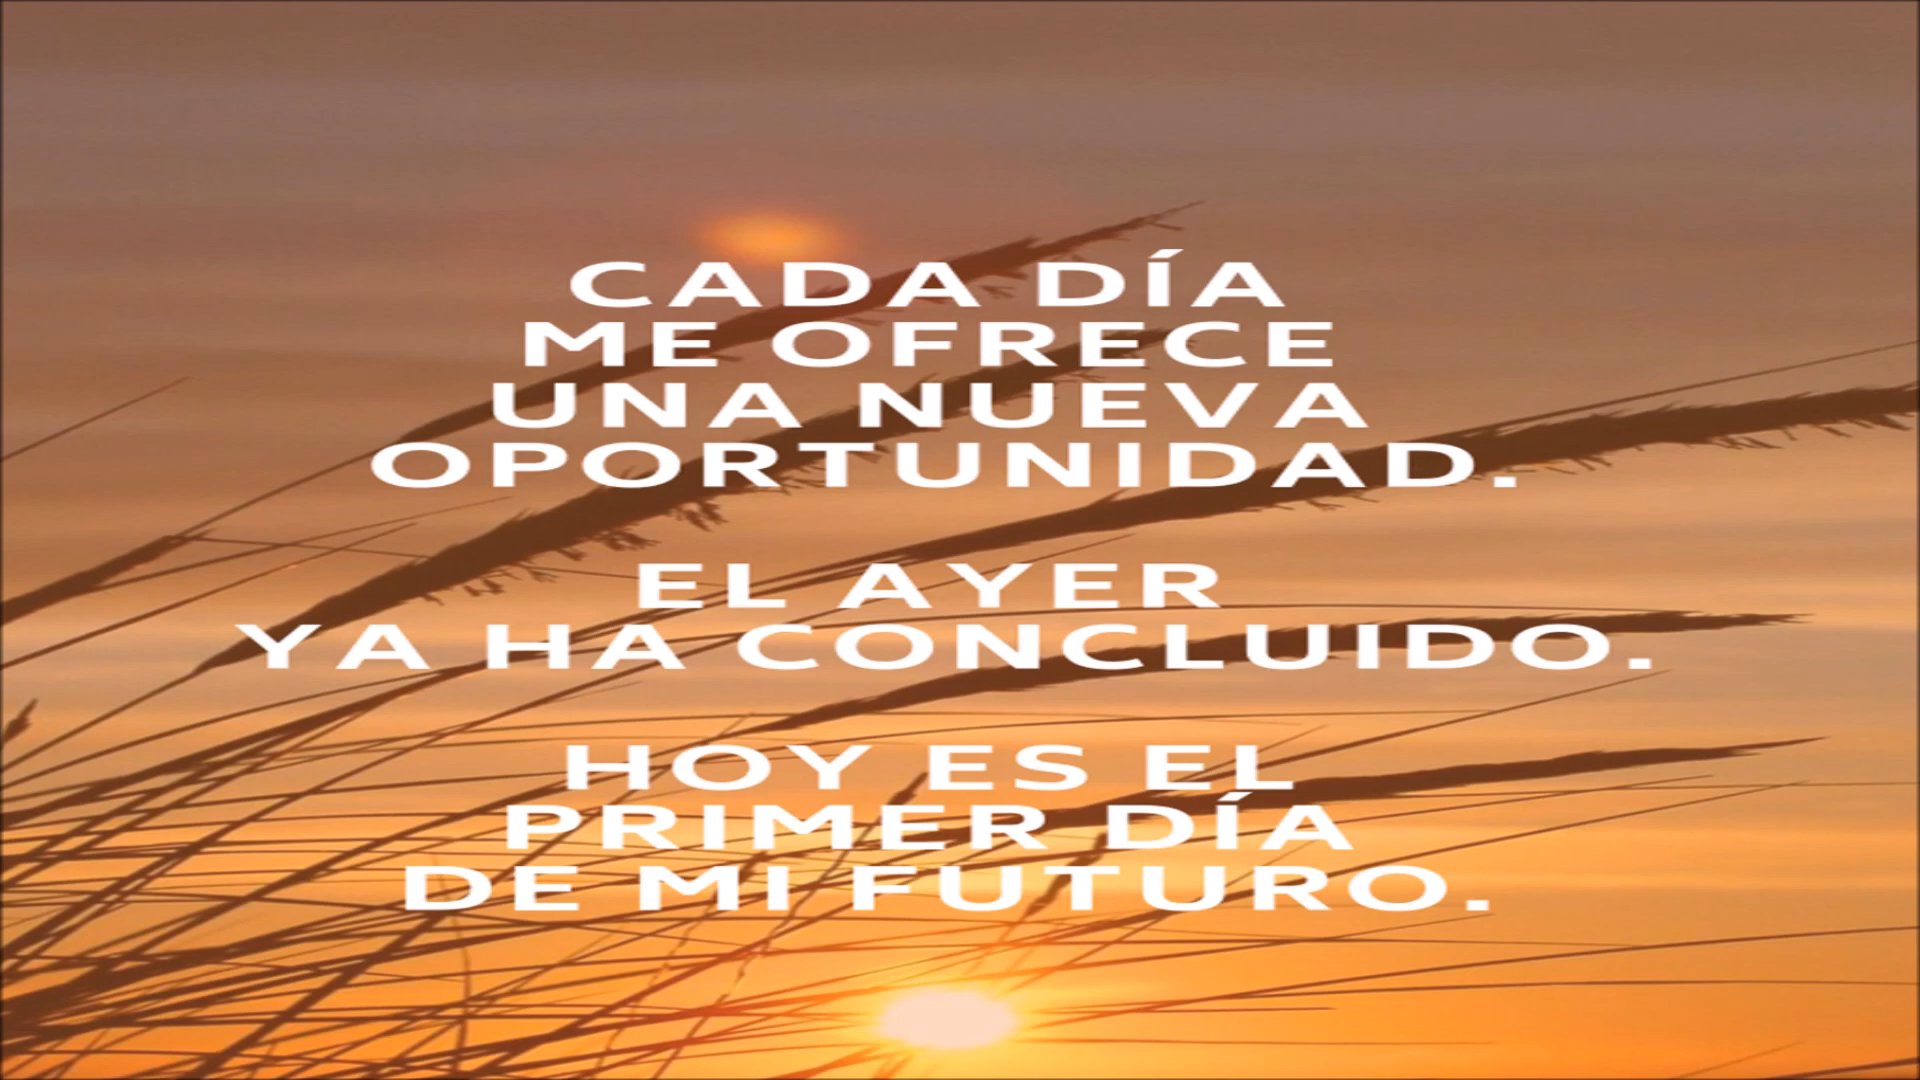 CADA DÍA
ME OFRECE
UNA NUEVA
OPORTUNIDAD.
EL AYER
YA HA CONCLUIDO.
HOY ES EL
PRIMER DÍA
DE MI FUTURO.